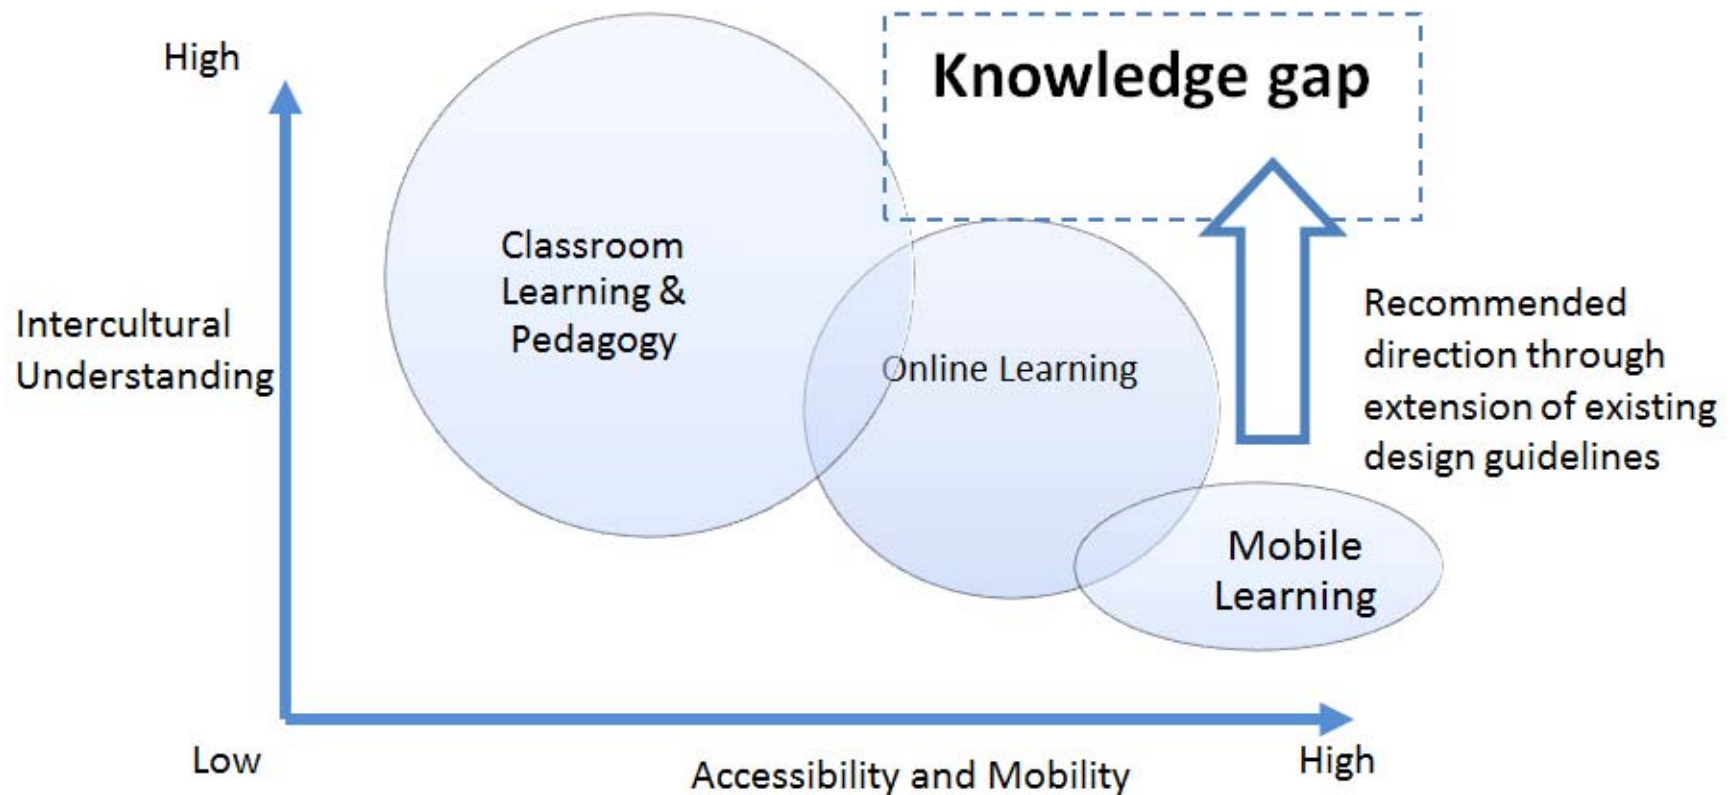 High
Knowledge gap
Classroom
Learning &
Pedagogy
Intercultural
Understanding
Online Learning
Recommended
direction through
extension of existing
design guidelines
Mobile
Learning
Low
Accessibility and Mobility
High